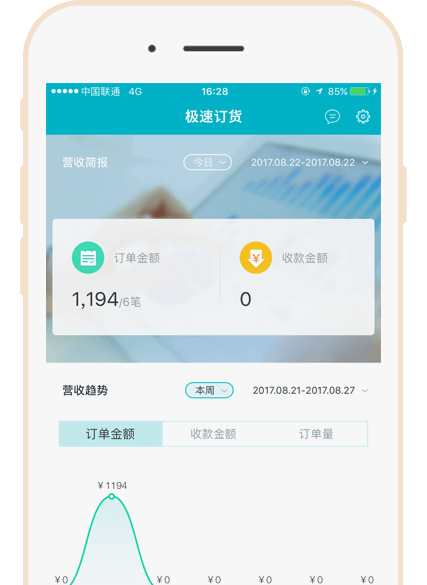 中国联通 4G 16:28 85%
极速订货
营收简报 今日 2017.08.22-2017.08.22
订单金额 收款金额
¥
1,194/6笔 0
营收趋势 本周 2017.08.21-2017.08.27
订单金额 收款金额 订单量
¥1194
¥0 ¥0 ¥0 ¥0 ¥0 ¥0